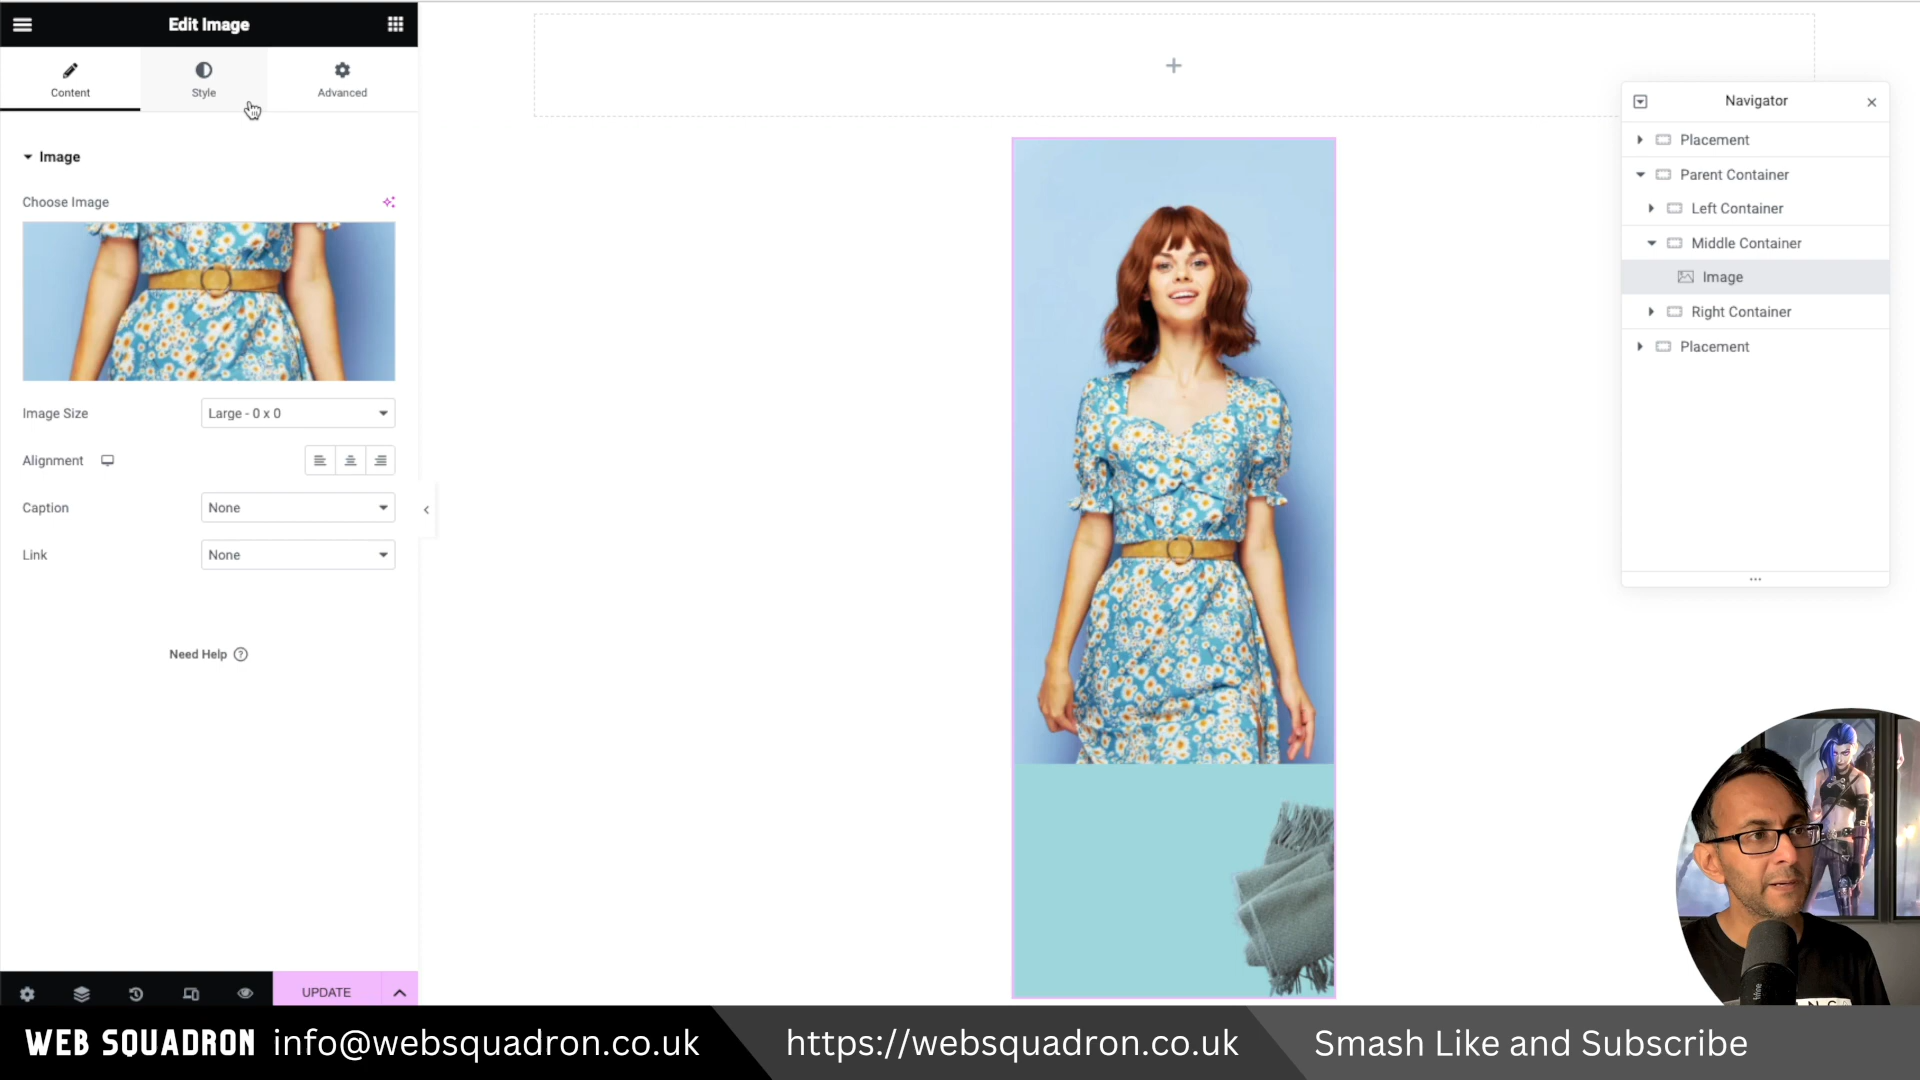 Edit Image
Content
Style
Advanced
Image
Choose Image
Image Size
Large - 0 x 0
Alignment
Caption
None
Link
None
Need Help ?
UPDATE
Navigator
Placement
Parent Container
Left Container
Middle Container
Image
Right Container
Placement
fifine
WEB SQUADRON info@websquadron.co.uk https://websquadron.co.uk Smash Like and Subscribe